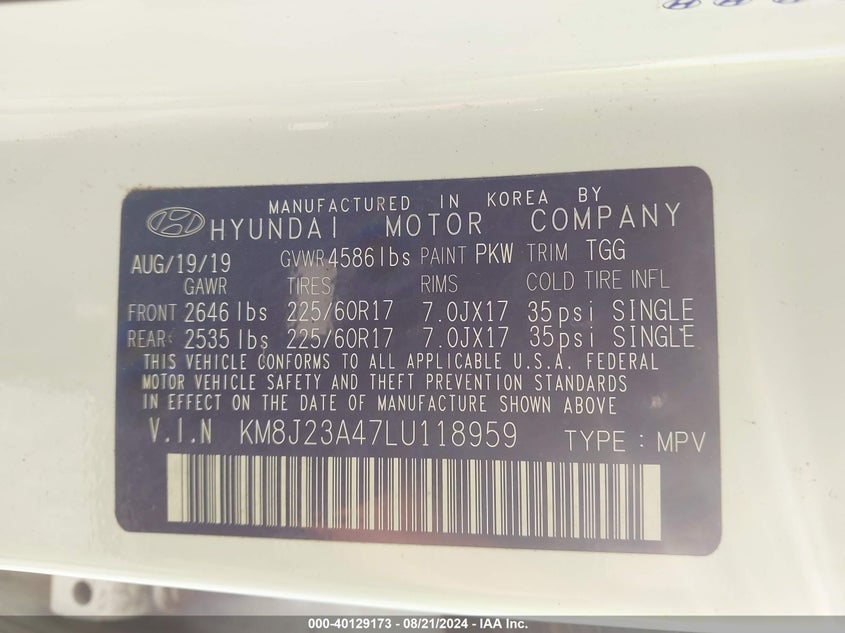 MANUFACTURED IN KOREA BY
HYUNDAI MOTOR COMPANY
AUG/19/19 GVWR 4586lbs PAINT PKW TRIM TGG
GAWR TIRES RIMS COLD TIRE INFL
FRONT 2646 lbs 225/60R17 7.0JX17 35psi SINGLE
REAR: 2535 lbs 225/60R17 7.0JX17 35psi SINGLE
THIS VEHICLE CONFORMS TO ALL APPLICABLE U.S.A. FEDERAL
MOTOR VEHICLE SAFETY AND THEFT PREVENTION STANDARDS
IN EFFECT ON THE DATE OF MANUFACTURE SHOWN ABOVE
V.I.N KM8J23A47LU118959 TYPE : MPV
000-40129173 - 08/21/2024 - IAA Inc.